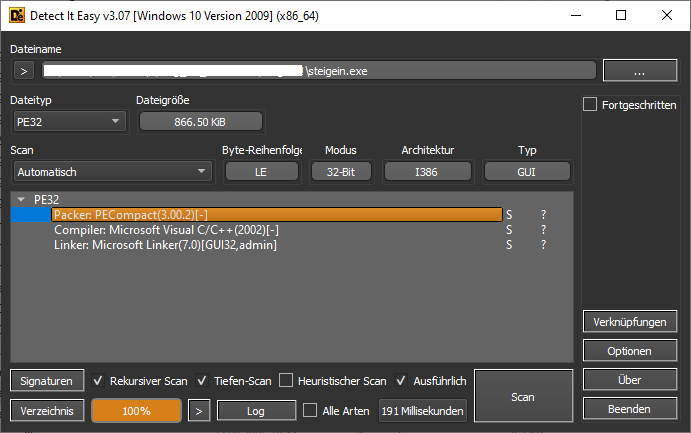 Detect It Easy v3.07 [Windows 10 Version 2009] (x86_64)
Dateiname
> \steigein.exe ...
Dateityp Dateigröße
PE32 866.50 KiB Fortgeschritten
Scan Byte-Reihenfolge Modus Architektur Typ
Automatisch LE 32-Bit I386 GUI
PE32
Packer: PECompact(3.00.2)[-] S ?
Compiler: Microsoft Visual C/C++(2002)[-] S ?
Linker: Microsoft Linker(7.0)[GUI32,admin] S ?
Verknüpfungen
Optionen
Signaturen Rekursiver Scan Tiefen-Scan Heuristischer Scan Ausführlich Scan Über
Verzeichnis 100% > Log Alle Arten 191 Millisekunden Beenden